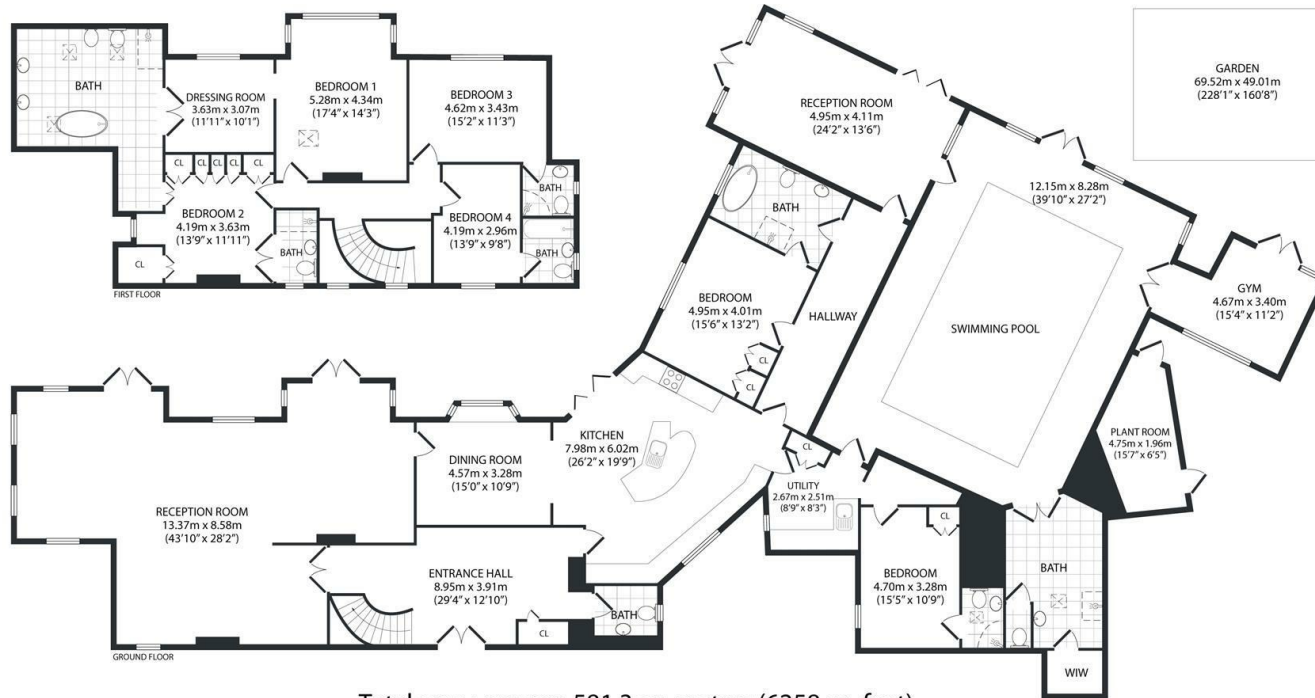 BATH
DRESSING ROOM
3.63m x 3.07m
(11'11" x 10'1")
BEDROOM 1
5.28m x 4.34m
(17'4" x 14'3")
BEDROOM 3
4.62m x 3.43m
(15'2" x 11'3")
CL
CL
CL
CL
CL
BEDROOM 2
4.19m x 3.63m
(13'9" x 11'11")
CL
BATH
BEDROOM 4
4.19m x 2.96m
(13'9" x 9'8")
BATH
BATH
FIRST FLOOR
RECEPTION ROOM
4.95m x 4.11m
(24'2" x 13'6")
GARDEN
69.52m x 49.01m
(228'1" x 160'8")
12.15m x 8.28m
(39'10" x 27'2")
BATH
BEDROOM
4.95m x 4.01m
(15'6" x 13'2")
HALLWAY
CL
CL
SWIMMING POOL
GYM
4.67m x 3.40m
(15'4" x 11'2")
PLANT ROOM
4.75m x 1.96m
(15'7" x 6'5")
KITCHEN
7.98m x 6.02m
(26'2" x 19'9")
DINING ROOM
4.57m x 3.28m
(15'0" x 10'9")
RECEPTION ROOM
13.37m x 8.58m
(43'10" x 28'2")
ENTRANCE HALL
8.95m x 3.91m
(29'4" x 12'10")
CL
BATH
CL
UTILITY
2.67m x 2.51m
(8'9" x 8'3")
CL
BEDROOM
4.70m x 3.28m
(15'5" x 10'9")
BATH
WIW
GROUND FLOOR